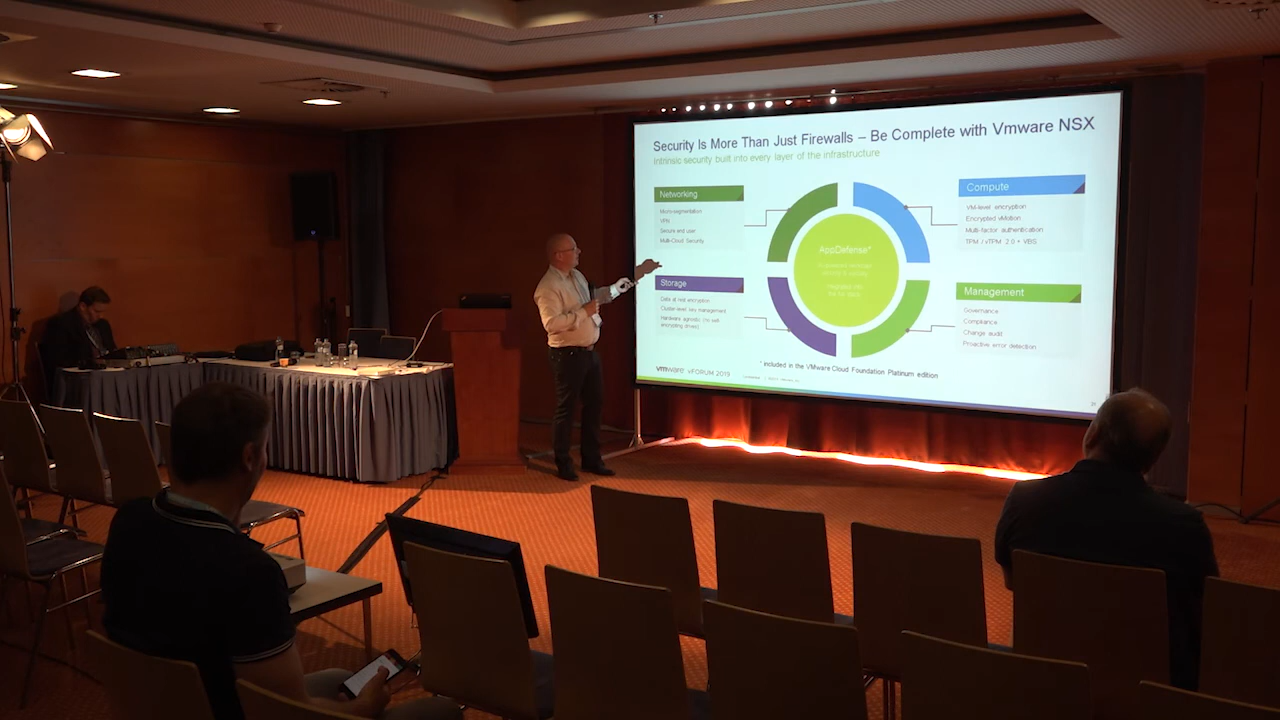 Security Is More Than Just Firewalls – Be Complete with Vmware NSX
Intrinsic security built into every layer of the infrastructure
Networking
Micro-segmentation
VPN
Secure end user
Multi-Cloud Security
Compute
VM-level encryption
Encrypted vMotion
Multi-factor authentication
TPM / vTPM 2.0 + VBS
AppDefense*
Storage
Data at rest encryption
Cluster-level key management
Hardware agnostic (no self-
encrypting drives)
Management
Governance
Compliance
Change audit
Proactive error detection
* included in the VMware Cloud Foundation Platinum edition
vmware vFORUM 2019